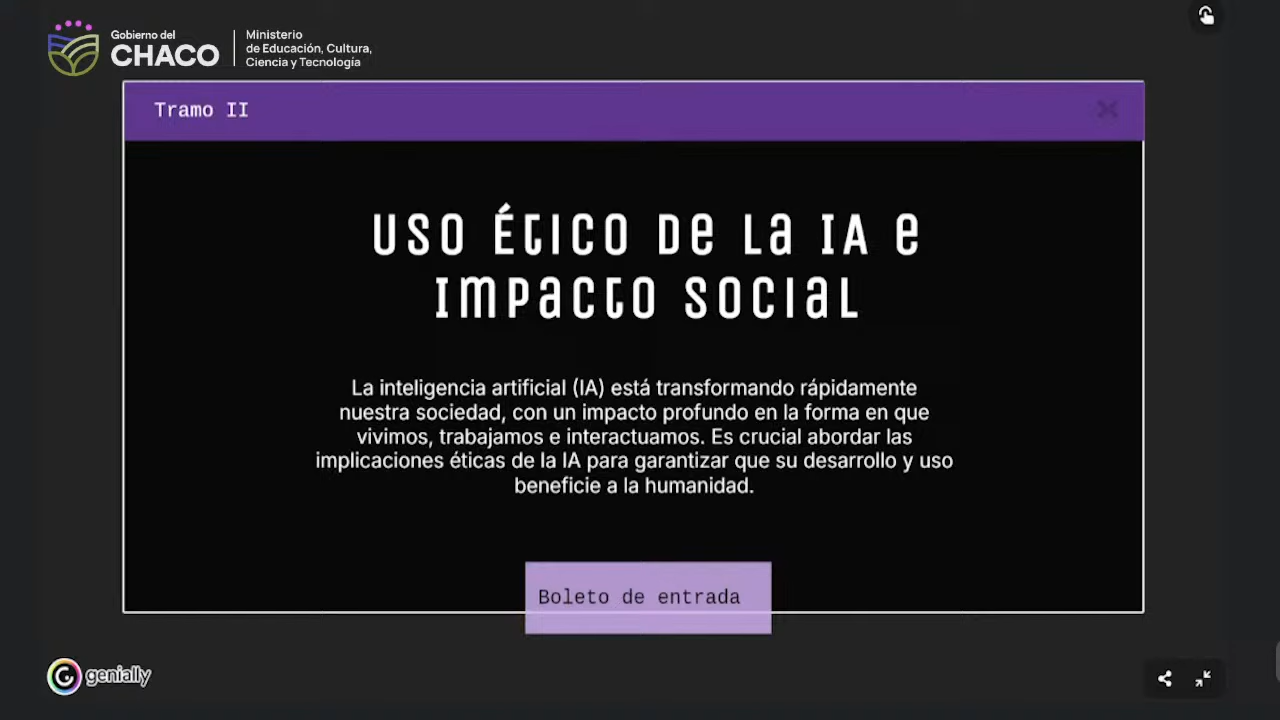 Gobierno del
CHACO
Ministerio
de Educación, Cultura,
Ciencia y Tecnología
Tramo II
Uso Ético de la IA e
Impacto Social
La inteligencia artificial (IA) está transformando rápidamente
nuestra sociedad, con un impacto profundo en la forma en que
vivimos, trabajamos e interactuamos. Es crucial abordar las
implicaciones éticas de la IA para garantizar que su desarrollo y uso
beneficie a la humanidad.
Boleto de entrada
genially